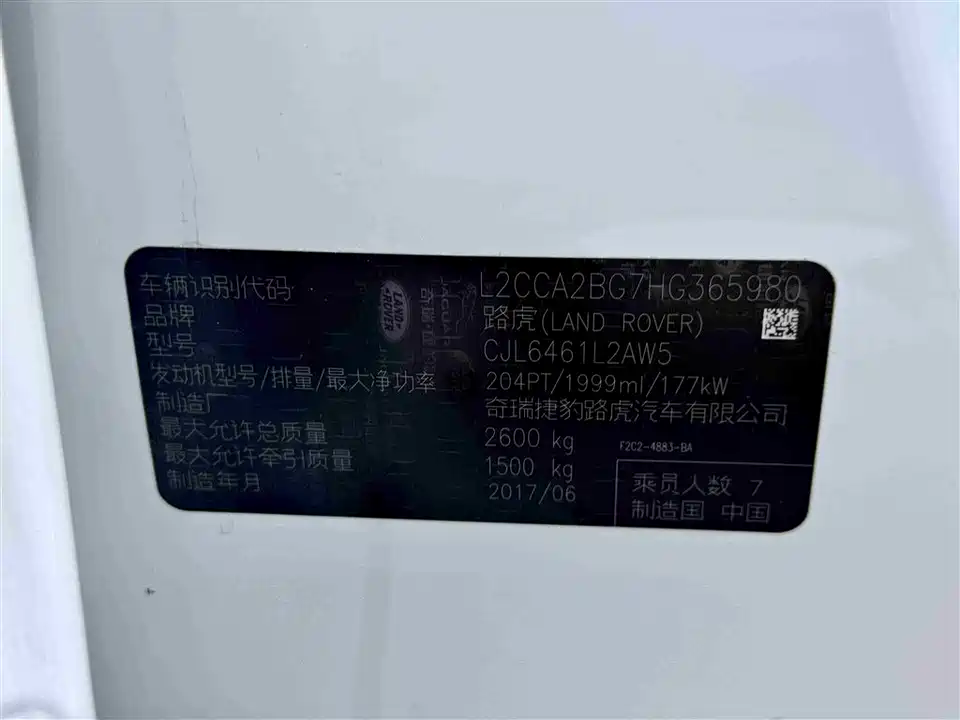 车辆识别代码 L2CCA2BG7HG365980
品牌 路虎(LAND ROVER)
型号 CJL6461L2AW5
发动机型号/排量/最大净功率 204PT/1999ml/177kW
制造厂 奇瑞捷豹路虎汽车有限公司
最大允许总质量 2600 kg F2C2-4883-BA
最大允许牵引质量 1500 kg
制造年月 2017/06
乘员人数 7
制造国 中国
LAND ROVER